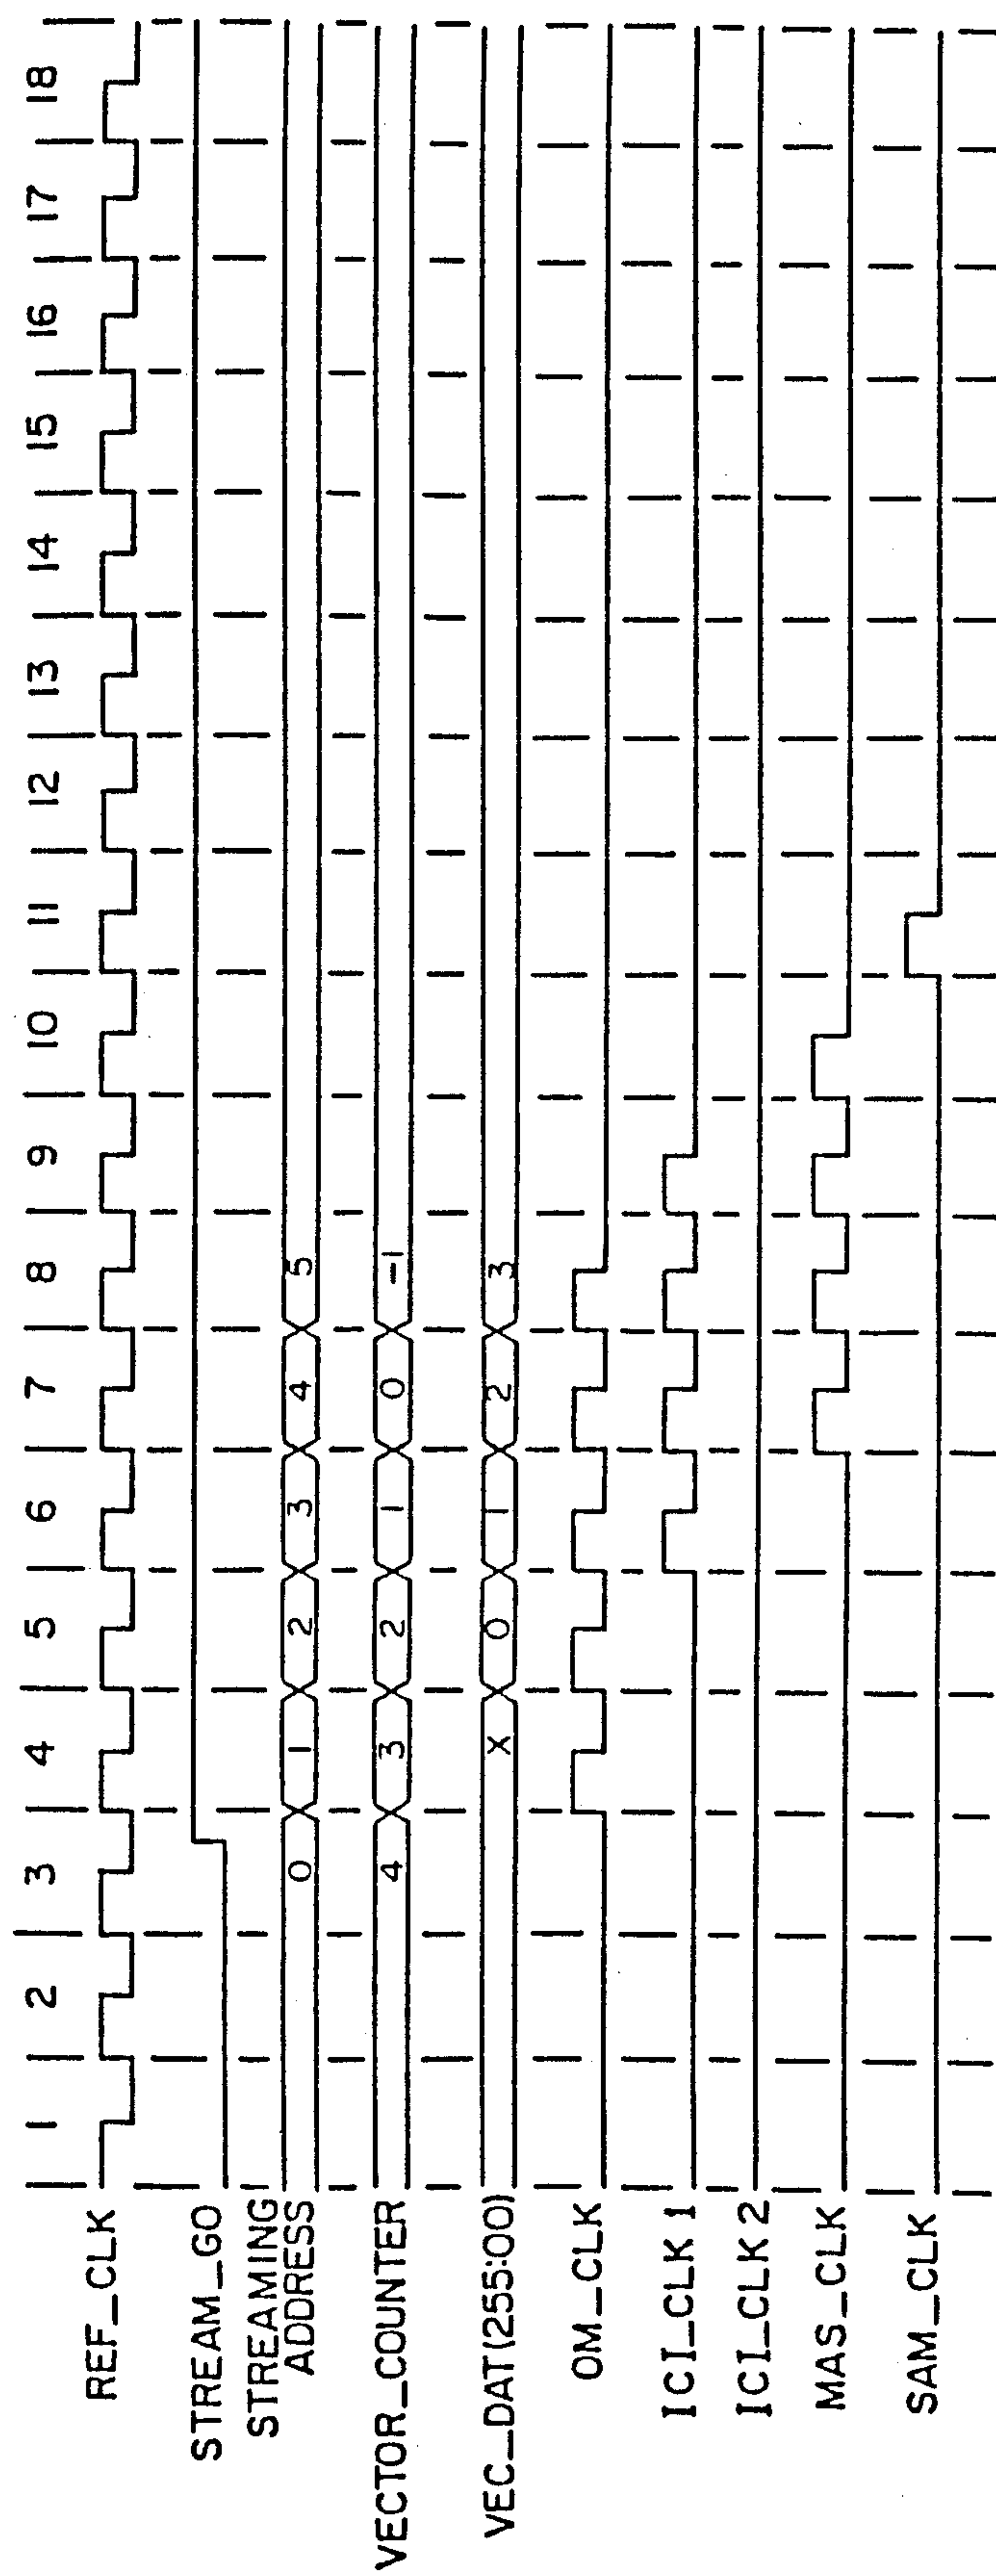 1 2 3 4 5 6 7 8 9 10 11 12 13 14 15 16 17 18
REF_CLK
STREAM_GO
STREAMING
ADDRESS 0 1 2 3 4 5
VECTOR_COUNTER 4 3 2 1 0 -1
VEC_DAT(255:00) X 0 1 2 3
OM_CLK
ICI_CLK 1
ICI_CLK 2
MAS_CLK
SAM_CLK